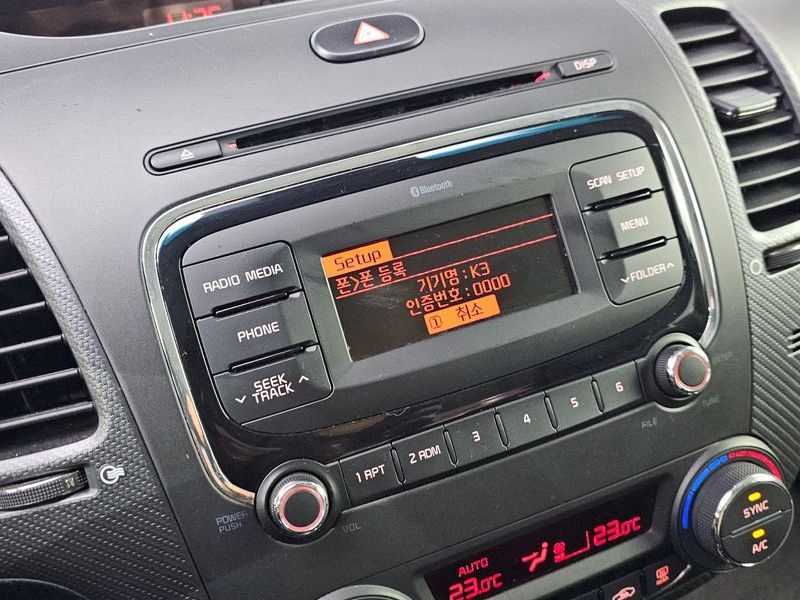 DISP
Bluetooth
SCAN SETUP
RADIO MEDIA
MENU
PHONE
FOLDER
SEEK
TRACK
Setup
폰>폰 등록
기기명 : K3
인증번호 : 0000
① 취소
1 RPT
2 RDM
3
4
5
6
ENTER
TUNE
FILE
POWER
PUSH
VOL
SYNC
A/C
AUTO
23.0°C
23.0°C